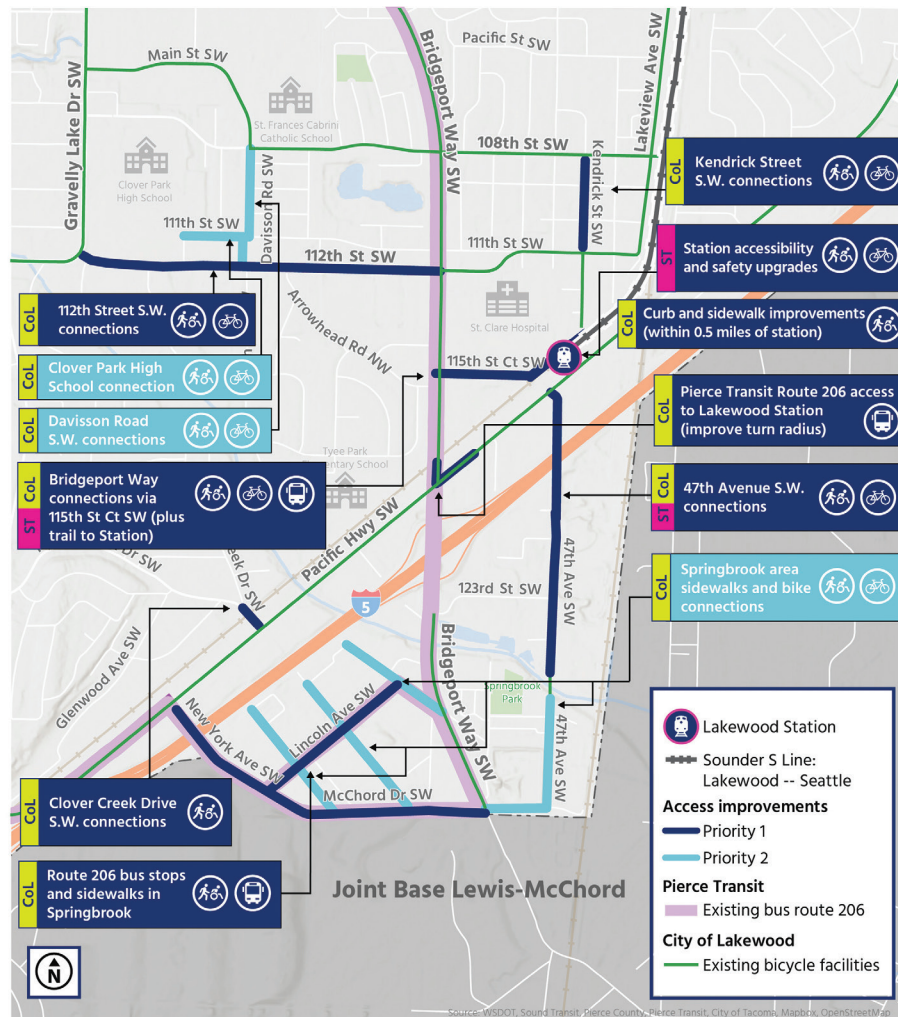 Gravelly Lake Dr SW
Main St SW
Bridgeport Way SW
Pacific St SW
Lakeview Ave SW
St. Frances Cabrini
Catholic School
Clover Park
High School
108th St SW
Kendrick St SW
Davisson Rd SW
111th St SW
112th St SW
111th St SW
Arrowhead Rd NW
St. Clare Hospital
115th St Ct SW
CoL
Kendrick Street
S.W. connections
ST
Station accessibility
and safety upgrades
CoL
Curb and sidewalk improvements
(within 0.5 miles of station)
CoL
Pierce Transit Route 206 access
to Lakewood Station
(improve turn radius)
CoL
ST
47th Avenue S.W.
connections
CoL
Springbrook area
sidewalks and bike
connections
CoL
112th Street S.W.
connections
CoL
Clover Park High
School connection
CoL
Davisson Road
S.W. connections
CoL
ST
Bridgeport Way
connections via
115th St Ct SW (plus
trail to Station)
Tyee Park
Pacific Hwy SW
5
123rd St SW
47th Ave SW
Glenwood Ave SW
Bridgeport Way SW
Springbrook
Park
47th Ave SW
New York Ave SW
Lincoln Ave SW
McChord Dr SW
CoL
Clover Creek Drive
S.W. connections
CoL
Route 206 bus stops
and sidewalks in
Springbrook
Joint Base Lewis-McChord
N
Lakewood Station
Sounder S Line:
Lakewood -- Seattle
Access improvements
Priority 1
Priority 2
Pierce Transit
Existing bus route 206
City of Lakewood
Existing bicycle facilities
Source: WSDOT, Sound Transit, Pierce County, Pierce Transit, City of Tacoma, Mapbox, OpenStreetMap